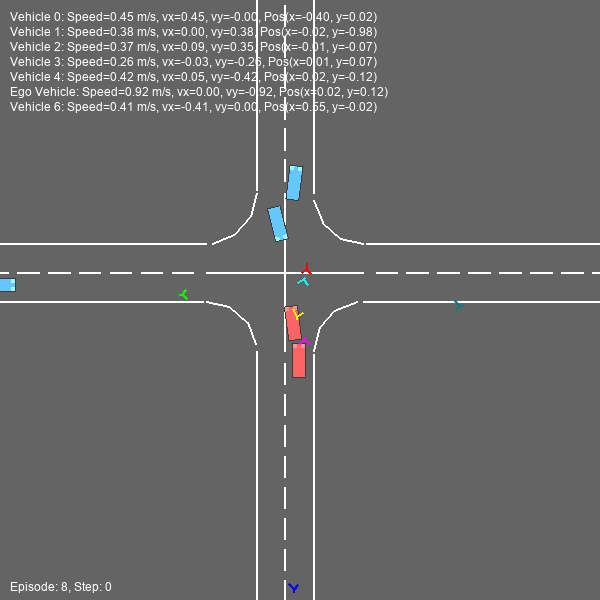 Vehicle 0: Speed=0.45 m/s, vx=0.45, vy=-0.00, Pos(x=-0.40, y=0.02)
Vehicle 1: Speed=0.38 m/s, vx=0.00, vy=0.38, Pos(x=-0.02, y=-0.98)
Vehicle 2: Speed=0.37 m/s, vx=0.09, vy=0.35, Pos(x=-0.01, y=-0.07)
Vehicle 3: Speed=0.26 m/s, vx=-0.03, vy=-0.26, Pos(x=0.01, y=0.07)
Vehicle 4: Speed=0.42 m/s, vx=0.05, vy=-0.42, Pos(x=0.02, y=-0.12)
Ego Vehicle: Speed=0.92 m/s, vx=0.00, vy=-0.92, Pos(x=0.02, y=0.12)
Vehicle 6: Speed=0.41 m/s, vx=-0.41, vy=0.00, Pos(x=0.55, y=-0.02)
Episode: 8, Step: 0